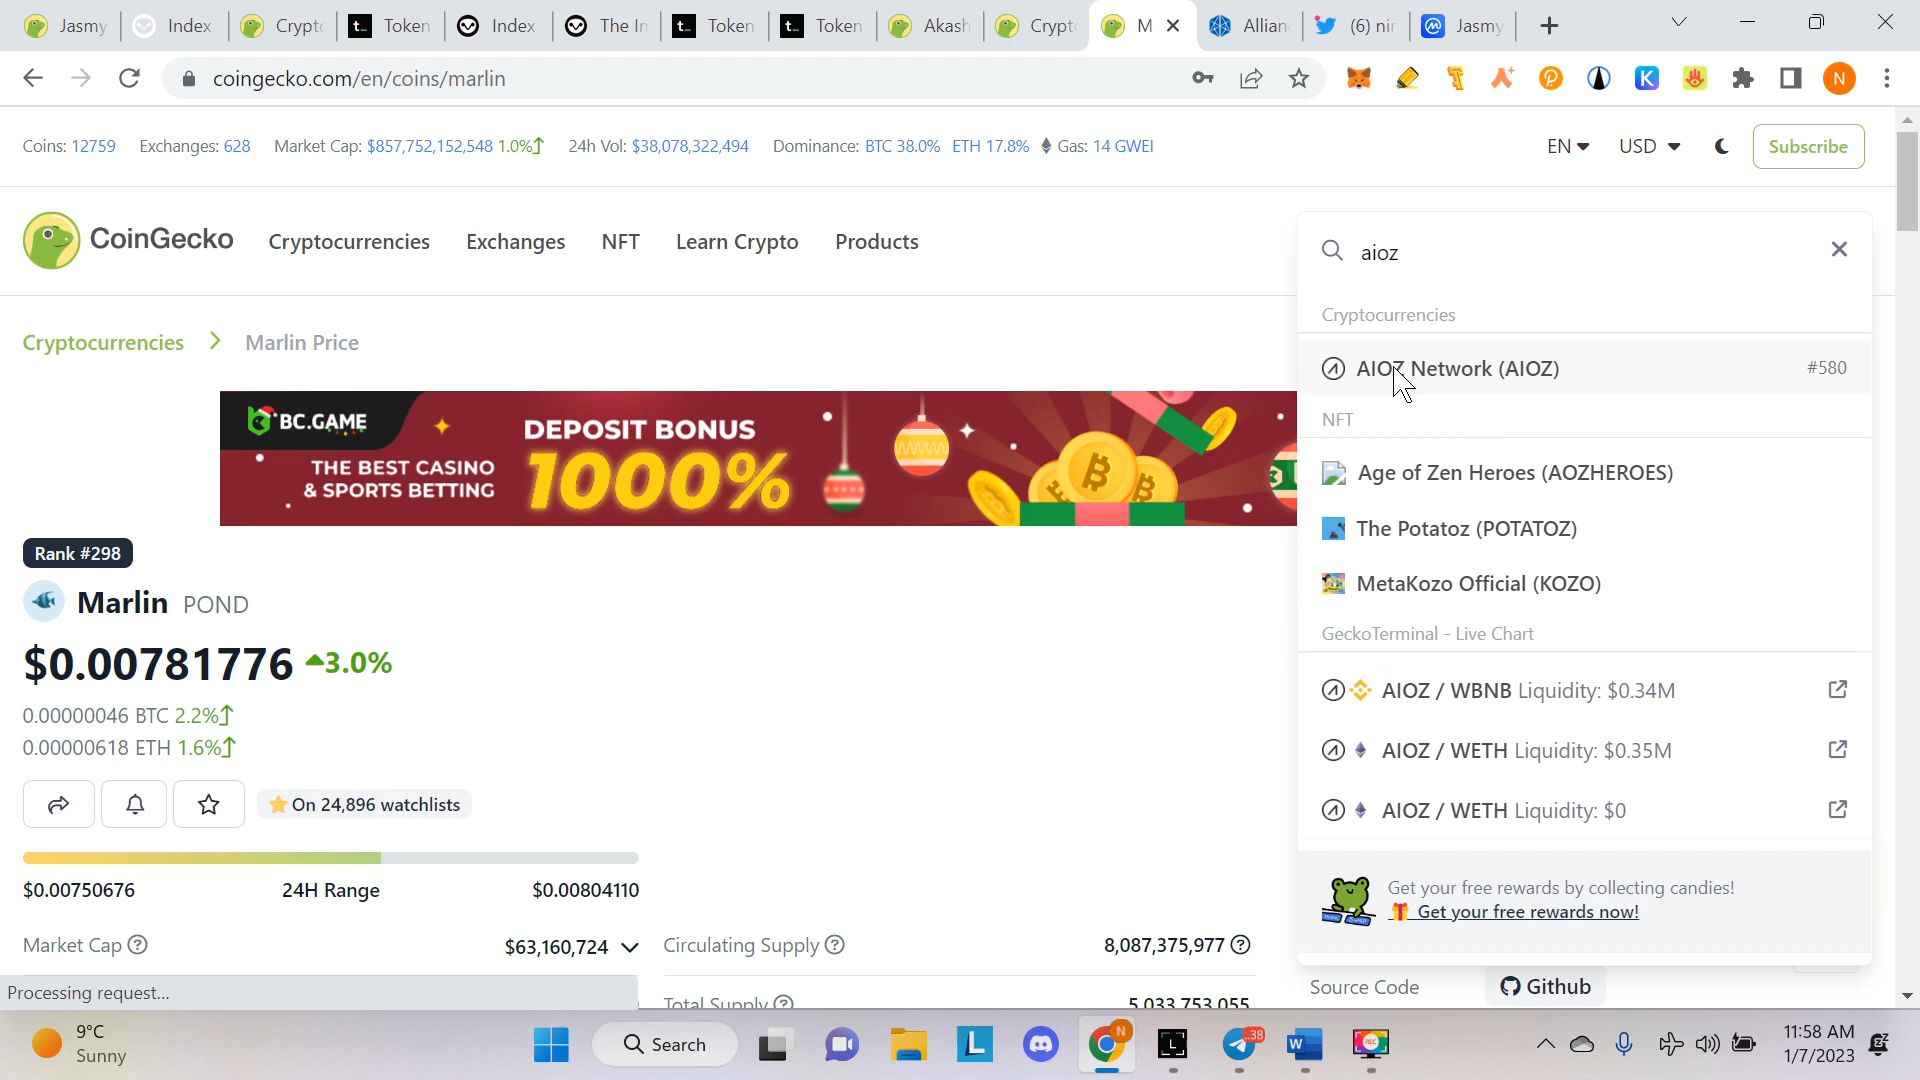 Jasmy
Index
Crypt
Token
Index
The In
Token
Token
Akash
Crypt
M
Allian
(6) nin
Jasmy
coingecko.com/en/coins/marlin
N
Coins: 12759 Exchanges: 628 Market Cap: $857,752,152,548 1.0% 24h Vol: $38,078,322,494 Dominance: BTC 38.0% ETH 17.8% Gas: 14 GWEI
EN USD Subscribe
CoinGecko Cryptocurrencies Exchanges NFT Learn Crypto Products
aioz
Cryptocurrencies
AIOZ Network (AIOZ) #580
NFT
Age of Zen Heroes (AOZHEROES)
The Potatoz (POTATOZ)
MetaKozo Official (KOZO)
GeckoTerminal - Live Chart
AIOZ / WBNB Liquidity: $0.34M
AIOZ / WETH Liquidity: $0.35M
AIOZ / WETH Liquidity: $0
Get your free rewards by collecting candies!
Get your free rewards now!
Source Code Github
Cryptocurrencies Marlin Price
BC.GAME
THE BEST CASINO
& SPORTS BETTING
DEPOSIT BONUS
1000%
Rank #298
Marlin POND
$0.00781776 3.0%
0.00000046 BTC 2.2%
0.00000618 ETH 1.6%
On 24,896 watchlists
$0.00750676 24H Range $0.00804110
Market Cap $63,160,724
Circulating Supply 8,087,375,977
Total Supply 5,033,753,055
Processing request...
9°C
Sunny
Search
N
38
11:58 AM
1/7/2023